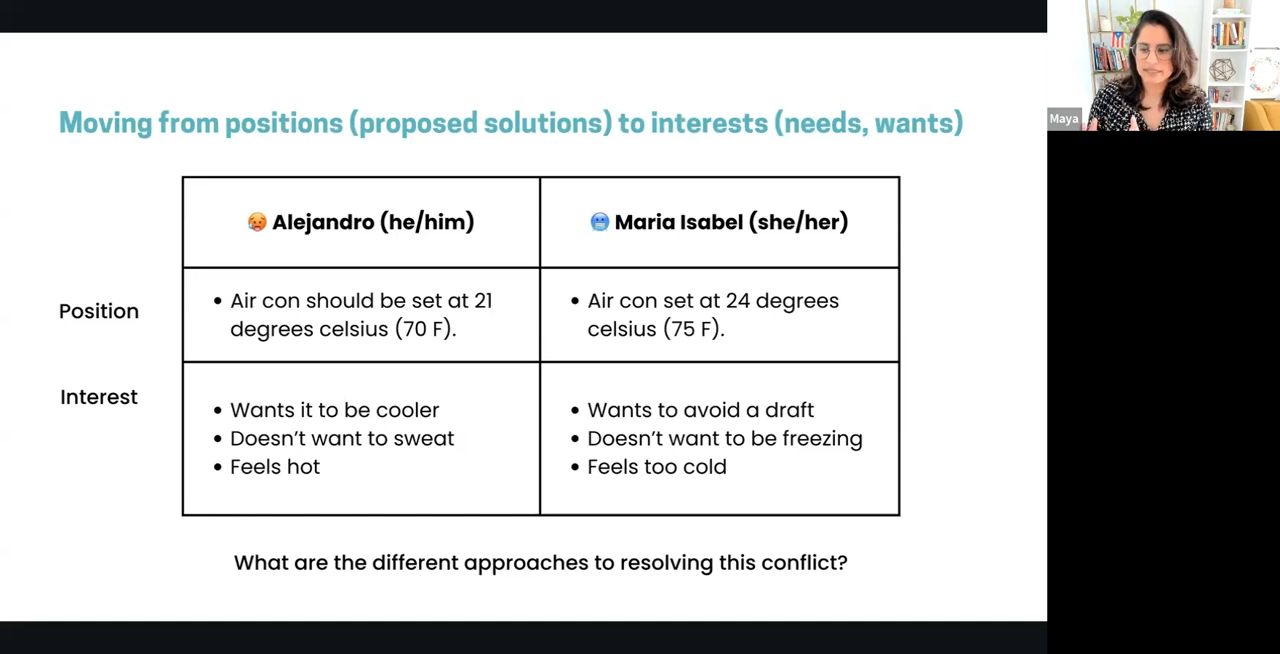 Moving from positions (proposed solutions) to interests (needs, wants)
🥵 Alejandro (he/him)
🥶 Maria Isabel (she/her)
Position
• Air con should be set at 21
degrees celsius (70 F).
• Air con set at 24 degrees
celsius (75 F).
Interest
• Wants it to be cooler
• Doesn’t want to sweat
• Feels hot
• Wants to avoid a draft
• Doesn’t want to be freezing
• Feels too cold
What are the different approaches to resolving this conflict?
Maya